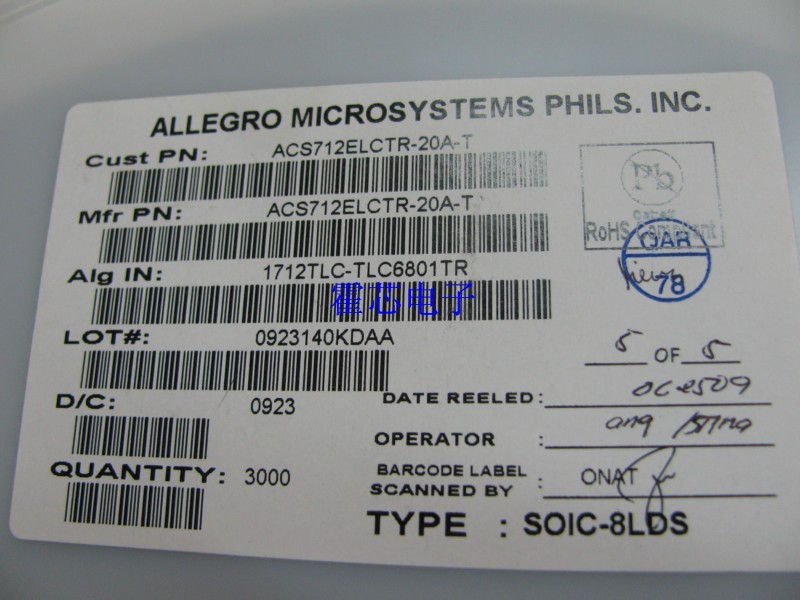 ALLEGRO MICROSYSTEMS PHILS. INC.
Cust PN: ACS712ELCTR-20A-T
Mfr PN: ACS712ELCTR-20A-T
Pb
RoHS Compliant
QAR
78
Alg IN: 1712TLC-TLC6801TR
霍芯电子
LOT#: 0923140KDAA
5 OF 5
D/C: 0923
DATE REELED:
OPERATOR :
QUANTITY: 3000
BARCODE LABEL
SCANNED BY : ONAT
TYPE : SOIC-8LDS